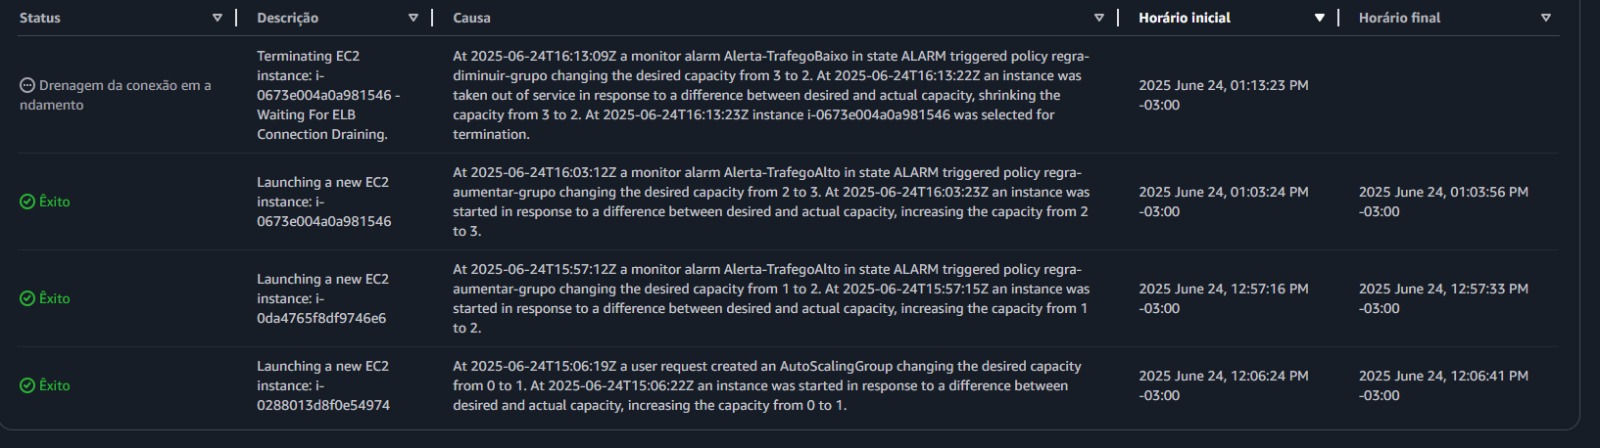 Status
Descrição
Causa
Horário inicial
Horário final
Drenagem da conexão em a
ndamento
Terminating EC2
instance: i-
0673e004a0a981546 -
Waiting For ELB
Connection Draining.
At 2025-06-24T16:13:09Z a monitor alarm Alerta-TrafegoBaixo in state ALARM triggered policy regra-
diminuir-grupo changing the desired capacity from 3 to 2. At 2025-06-24T16:13:22Z an instance was
taken out of service in response to a difference between desired and actual capacity, shrinking the
capacity from 3 to 2. At 2025-06-24T16:13:23Z instance i-0673e004a0a981546 was selected for
termination.
2025 June 24, 01:13:23 PM
-03:00
Êxito
Launching a new EC2
instance: i-
0673e004a0a981546
At 2025-06-24T16:03:12Z a monitor alarm Alerta-TrafegoAlto in state ALARM triggered policy regra-
aumentar-grupo changing the desired capacity from 2 to 3. At 2025-06-24T16:03:23Z an instance was
started in response to a difference between desired and actual capacity, increasing the capacity from 2
to 3.
2025 June 24, 01:03:24 PM
-03:00
2025 June 24, 01:03:56 PM
-03:00
Êxito
Launching a new EC2
instance: i-
0da4765f8df9746e6
At 2025-06-24T15:57:12Z a monitor alarm Alerta-TrafegoAlto in state ALARM triggered policy regra-
aumentar-grupo changing the desired capacity from 1 to 2. At 2025-06-24T15:57:15Z an instance was
started in response to a difference between desired and actual capacity, increasing the capacity from 1
to 2.
2025 June 24, 12:57:16 PM
-03:00
2025 June 24, 12:57:33 PM
-03:00
Êxito
Launching a new EC2
instance: i-
0288013d8f0e54974
At 2025-06-24T15:06:19Z a user request created an AutoScalingGroup changing the desired capacity
from 0 to 1. At 2025-06-24T15:06:22Z an instance was started in response to a difference between
desired and actual capacity, increasing the capacity from 0 to 1.
2025 June 24, 12:06:24 PM
-03:00
2025 June 24, 12:06:41 PM
-03:00